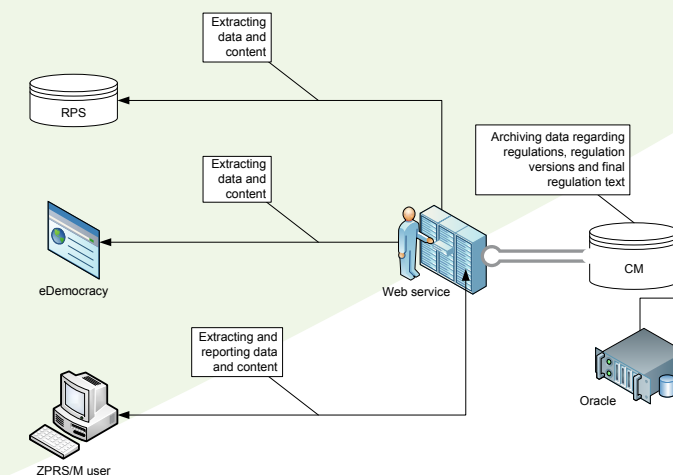 Extracting
data and
content
RPS
Archiving data regarding
regulations, regulation
versions and final
regulation text
Extracting
data and
content
CM
eDemocracy
Web service
Extracting and
reporting data
and content
Oracle
ZPRS/M user